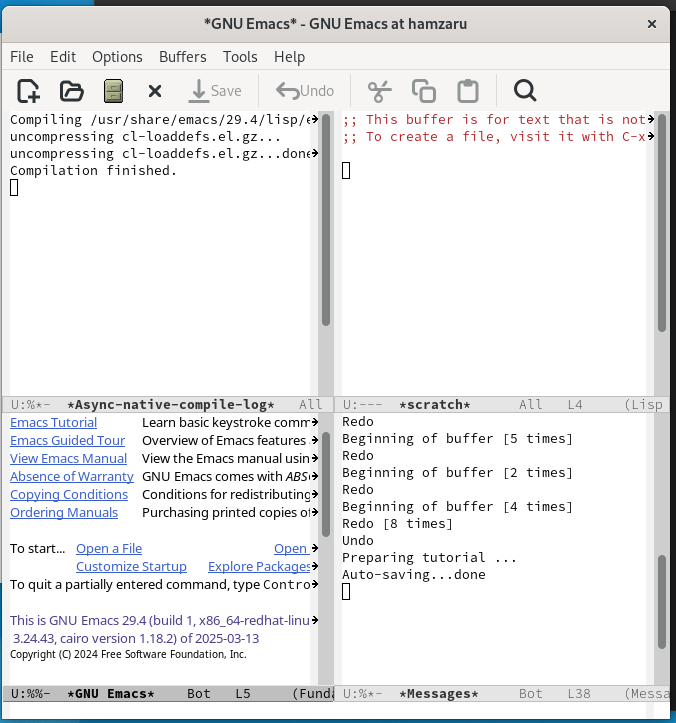 *GNU Emacs* - GNU Emacs at hamzaru
File Edit Options Buffers Tools Help
Save Undo
Compiling /usr/share/emacs/29.4/lisp/e
uncompressing cl-loaddefs.el.gz...
uncompressing cl-loaddefs.el.gz...done
Compilation finished.
U:%*- *Async-native-compile-log* All
;; This buffer is for text that is not
;; To create a file, visit it with C-x
U:--- *scratch* All L4 (Lisp
Emacs Tutorial Learn basic keystroke comm
Emacs Guided Tour Overview of Emacs features
View Emacs Manual View the Emacs manual usin
Absence of Warranty GNU Emacs comes with ABS
Copying Conditions Conditions for redistributing
Ordering Manuals Purchasing printed copies of
To start... Open a File Open
Customize Startup Explore Packages
To quit a partially entered command, type Contro
This is GNU Emacs 29.4 (build 1, x86_64-redhat-linu
3.24.43, cairo version 1.18.2) of 2025-03-13
Copyright (C) 2024 Free Software Foundation, Inc.
U:%%- *GNU Emacs* Bot L5 (Funda
Redo
Beginning of buffer [5 times]
Redo
Beginning of buffer [2 times]
Redo
Beginning of buffer [4 times]
Redo [8 times]
Undo
Preparing tutorial ...
Auto-saving...done
U:%*- *Messages* Bot L38 (Messa